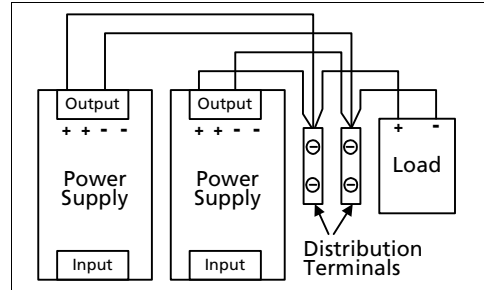 Output
+ + - -
Power
Supply
Input
Output
+ + - -
Power
Supply
Input
+ -
Load
Distribution
Terminals